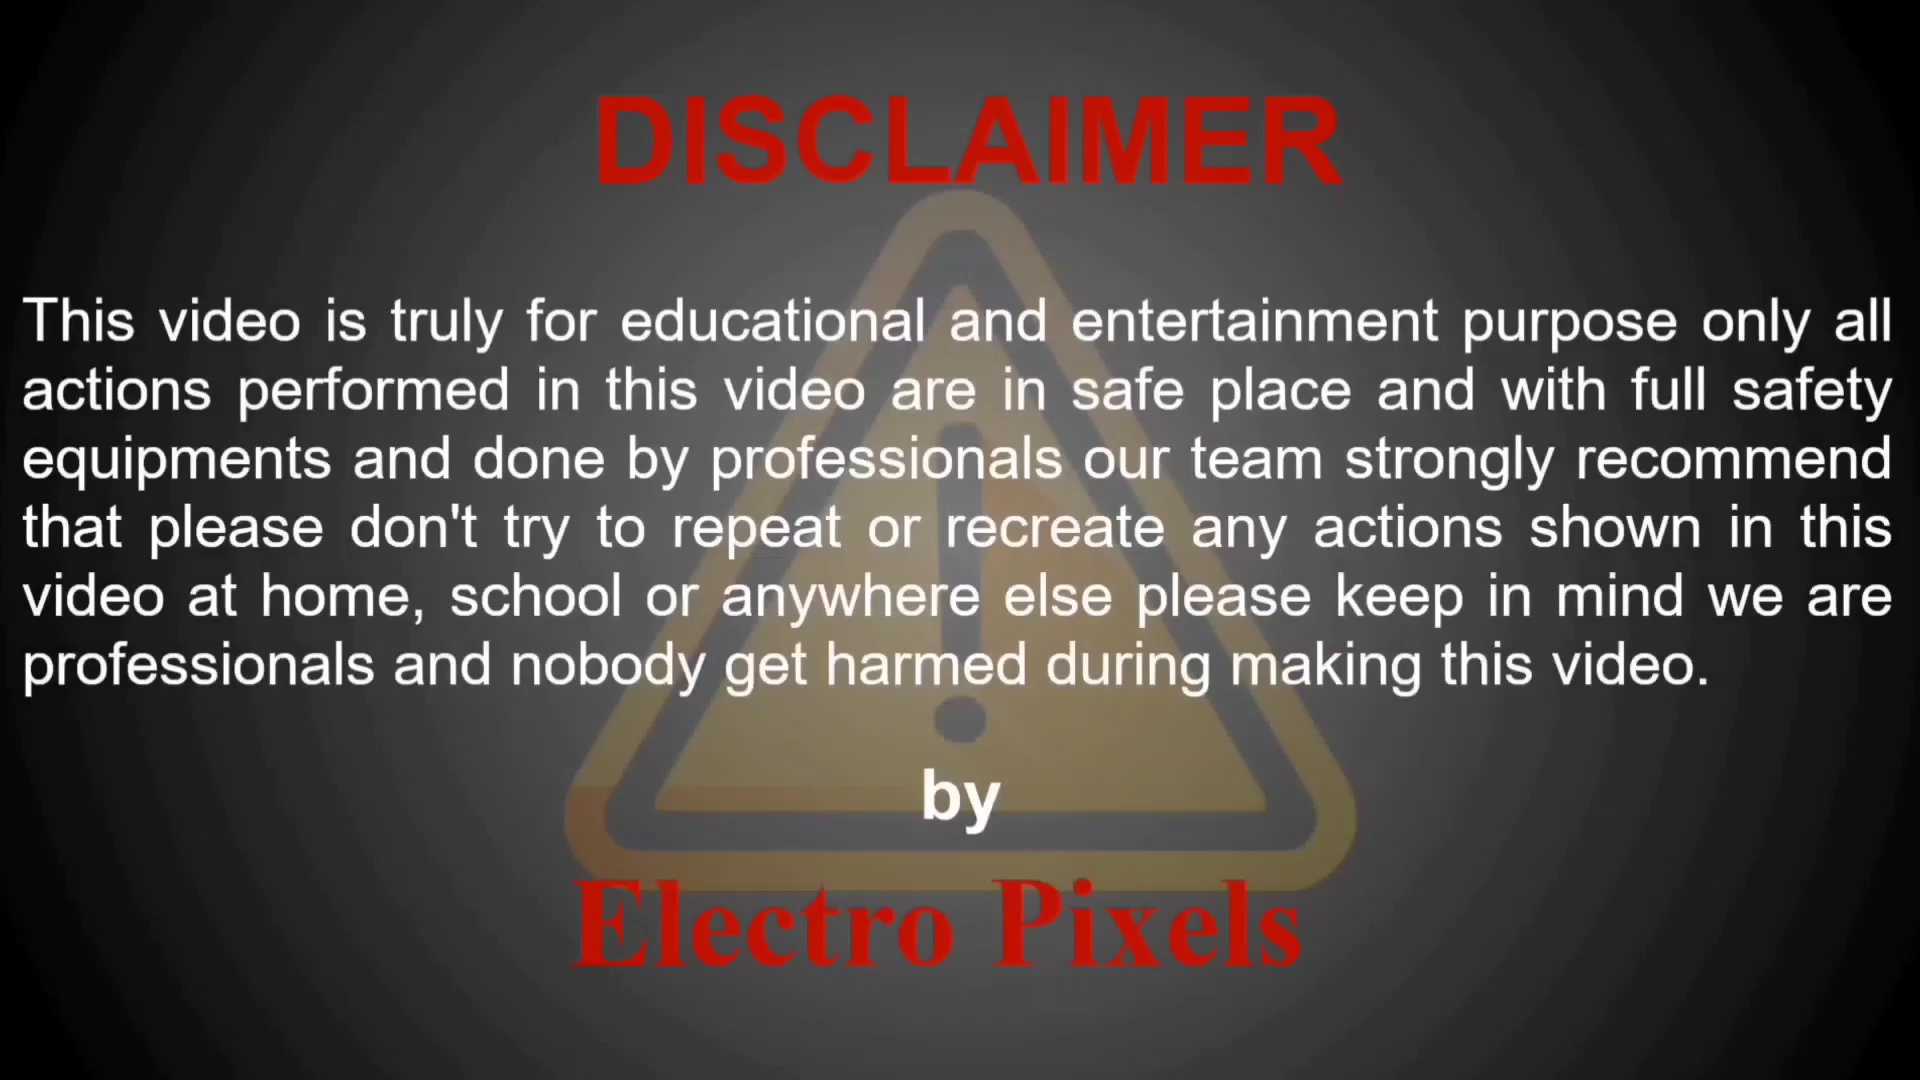 DISCLAIMER
This video is truly for educational and entertainment purpose only all
actions performed in this video are in safe place and with full safety
equipments and done by professionals our team strongly recommend
that please don't try to repeat or recreate any actions shown in this
video at home, school or anywhere else please keep in mind we are
professionals and nobody get harmed during making this video.
by
Electro Pixels